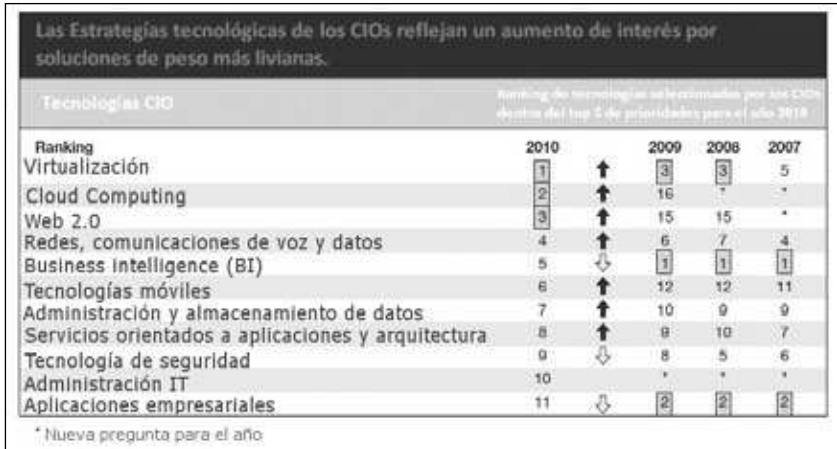 Las Estrategías tecnológicas de los CIOs reflejan un aumento de interés por
soluciones de peso más livianas.
Tecnologías CIO
Ranking de tecnologías seleccionadas por los CIOs
dentro del top 5 de prioridades para el año 2010
Ranking 2010 2009 2008 2007
Virtualización 1 3 3 5
Cloud Computing 2 16 * *
Web 2.0 3 15 15 *
Redes, comunicaciones de voz y datos 4 6 7 4
Business intelligence (BI) 5 1 1 1
Tecnologías móviles 6 12 12 11
Administración y almacenamiento de datos 7 10 9 9
Servicios orientados a aplicaciones y arquitectura 8 9 10 7
Tecnología de seguridad 9 8 5 6
Administración IT 10 * * *
Aplicaciones empresariales 11 2 2 2
* Nueva pregunta para el año